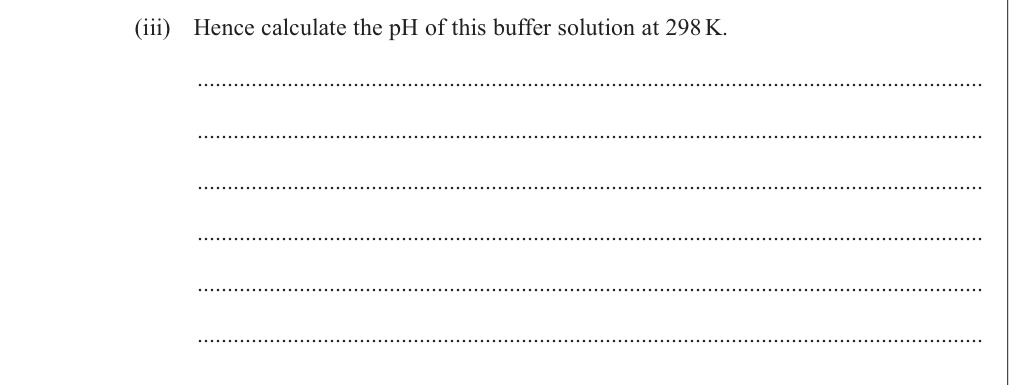 (iii) Hence calculate the pH of this buffer solution at 298 K.